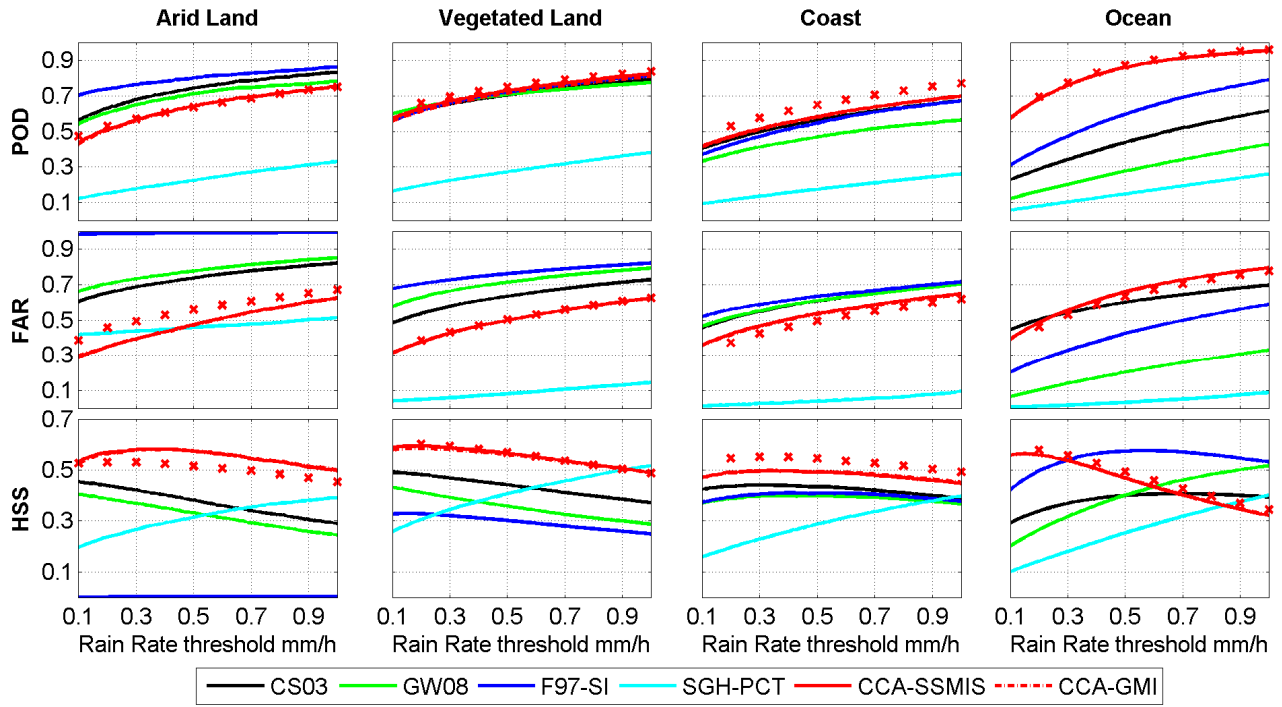 Arid Land Vegetated Land Coast Ocean
POD
0.9
0.7
0.5
0.3
0.1
FAR
0.9
0.7
0.5
0.3
0.1
HSS
0.7
0.5
0.3
0.1
0.1 0.3 0.5 0.7 0.9 0.1 0.3 0.5 0.7 0.9 0.1 0.3 0.5 0.7 0.9 0.1 0.3 0.5 0.7 0.9
Rain Rate threshold mm/h Rain Rate threshold mm/h Rain Rate threshold mm/h Rain Rate threshold mm/h
CS03 GW08 F97-SI SGH-PCT CCA-SSMIS CCA-GMI